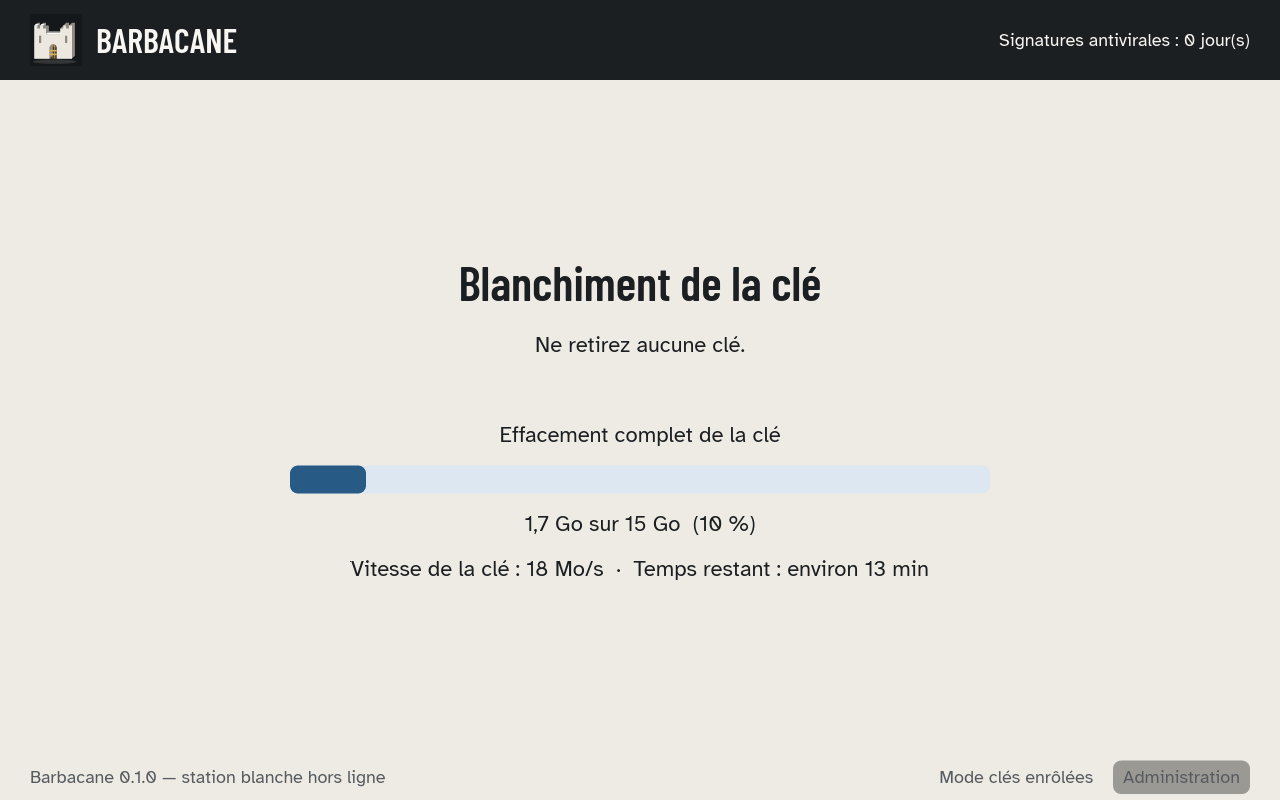 BARBACANE
Signatures antivirales : 0 jour(s)
Blanchiment de la clé
Ne retirez aucune clé.
Effacement complet de la clé
1,7 Go sur 15 Go (10 %)
Vitesse de la clé : 18 Mo/s · Temps restant : environ 13 min
Barbacane 0.1.0 — station blanche hors ligne
Mode clés enrôlées
Administration